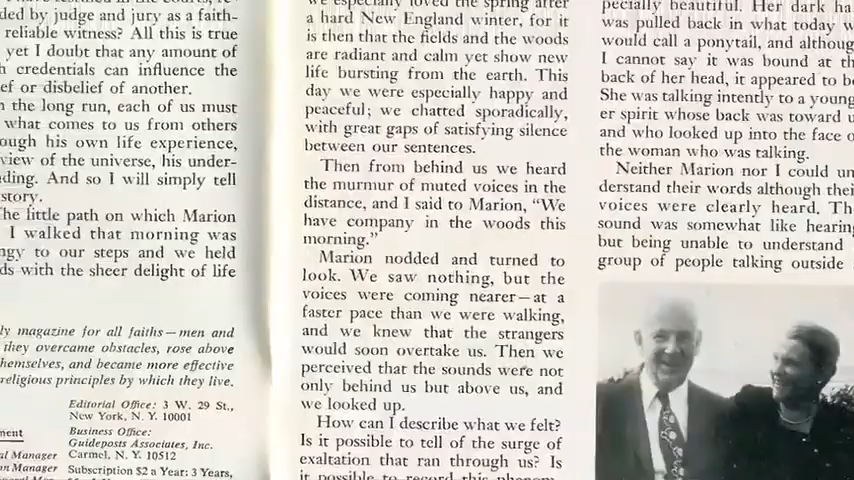 ded by judge and jury as a faith-
reliable witness? All this is true
yet I doubt that any amount of
credentials can influence the
ef or disbelief of another.
the long run, each of us must
what comes to us from others
ough his own life experience,
view of the universe, his under-
ding. And so I will simply tell
story.
he little path on which Marion
I walked that morning was
ngy to our steps and we held
ds with the sheer delight of life
ly magazine for all faiths—men and
they overcame obstacles, rose above
hemselves, and became more effective
religious principles by which they live.
Editorial Office: 3 W. 29 St.,
New York, N. Y. 10001
Business Office:
Guideposts Associates, Inc.
Carmel, N. Y. 10512
Subscription $2 a Year: 3 Years,
ment
al Manager
on Manager
we especially loved the spring after
a hard New England winter, for it
is then that the fields and the woods
are radiant and calm yet show new
life bursting from the earth. This
day we were especially happy and
peaceful; we chatted sporadically,
with great gaps of satisfying silence
between our sentences.
Then from behind us we heard
the murmur of muted voices in the
distance, and I said to Marion, “We
have company in the woods this
morning.”
Marion nodded and turned to
look. We saw nothing, but the
voices were coming nearer—at a
faster pace than we were walking,
and we knew that the strangers
would soon overtake us. Then we
perceived that the sounds were not
only behind us but above us, and
we looked up.
How can I describe what we felt?
Is it possible to tell of the surge of
exaltation that ran through us? Is
it possible to record this phenom-
pecially beautiful. Her dark ha
was pulled back in what today w
would call a ponytail, and althoug
I cannot say it was bound at th
back of her head, it appeared to b
She was talking intently to a young
er spirit whose back was toward u
and who looked up into the face o
the woman who was talking.
Neither Marion nor I could un
derstand their words although thei
voices were clearly heard. Th
sound was somewhat like hearing
but being unable to understand
group of people talking outside